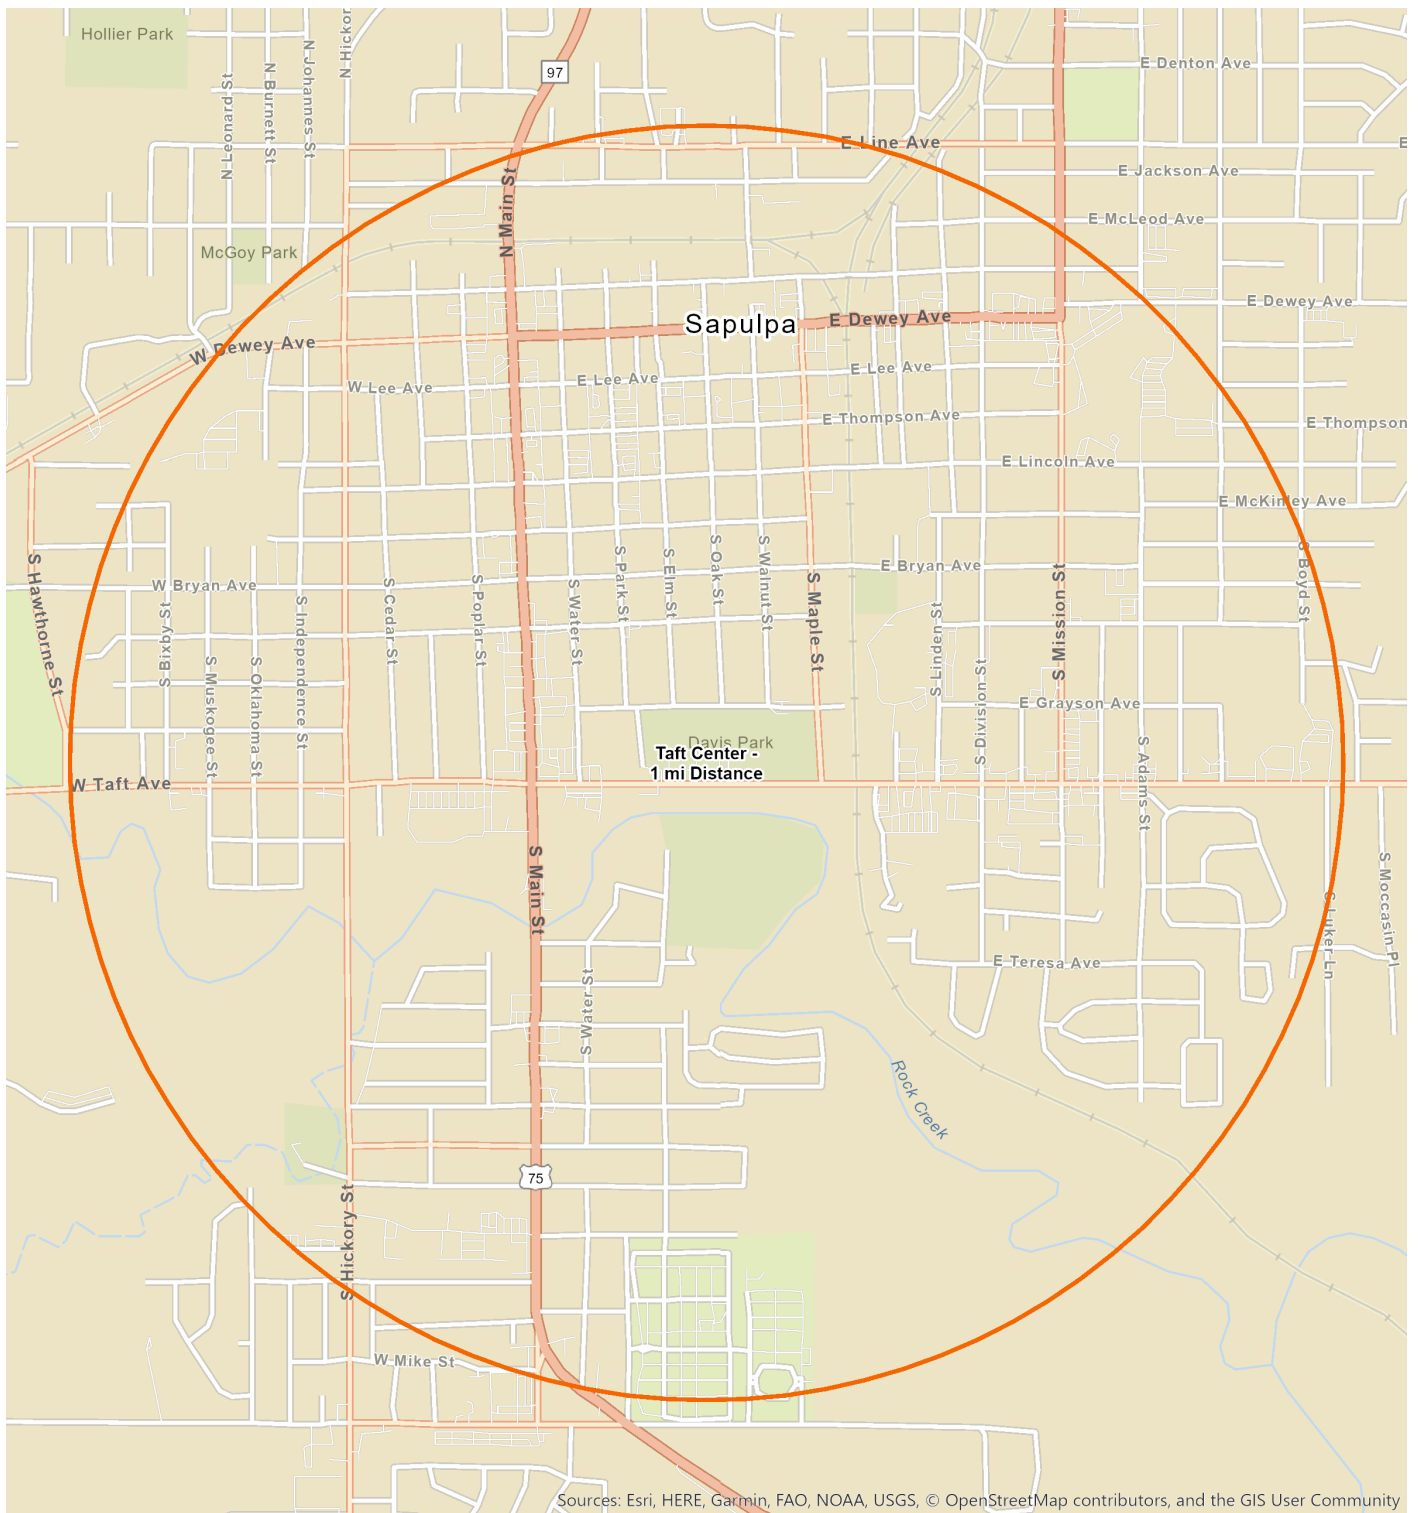 Hollier Park
N Hickor
N Johannes St
N Burnett St
N Leonard St
97
E Denton Ave
E Line Ave
E
E Jackson Ave
N Main St
E McLeod Ave
McGoy Park
E Dewey Ave
Sapulpa
E Dewey Ave
W Dewey Ave
E Lee Ave
E Lee Ave
W Lee Ave
E Thompson Ave
E Thompson
E Lincoln Ave
E McKinley Ave
S Hawthorne St
W Bryan Ave
E Bryan Ave
S Bixby St
S Muskogee St
S Oklahoma St
S Independence St
S Cedar St
S Poplar St
S Water St
S Park St
S Elm St
S Oak St
S Walnut St
S Maple St
S Linden St
S Division St
S Mission St
S Boyd St
E Grayson Ave
S Adams St
Davis Park
Taft Center -
1 mi Distance
W Taft Ave
S Main St
S Moccasin Pl
S Luker Ln
E Teresa Ave
S Water St
Rock Creek
75
S Hickory St
W Mike St
Sources: Esri, HERE, Garmin, FAO, NOAA, USGS, © OpenStreetMap contributors, and the GIS User Community